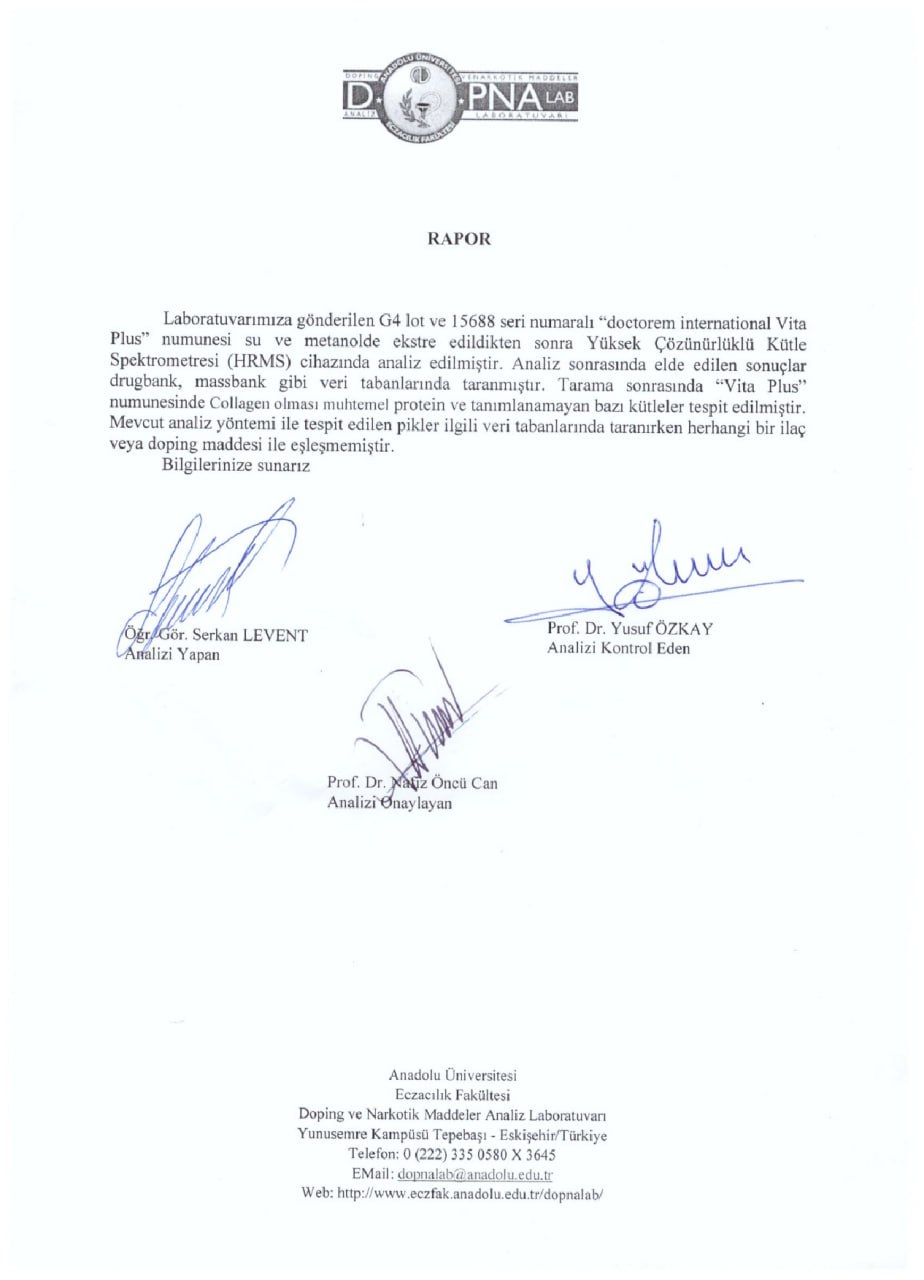 ANADOLU ÜNİVERSİTESİ
DOPİNG VE NARKOTİK MADDELER
D PNA LAB
ANALİZ LABORATUVARI
ECZACILIK FAKÜLTESİ
RAPOR
Laboratuvarımıza gönderilen G4 lot ve 15688 seri numaralı “doctorem international Vita
Plus” numunesi su ve metanolde ekstre edildikten sonra Yüksek Çözünürlüklü Kütle
Spektrometresi (HRMS) cihazında analiz edilmiştir. Analiz sonrasında elde edilen sonuçlar
drugbank, massbank gibi veri tabanlarında taranmıştır. Tarama sonrasında “Vita Plus”
numunesinde Collagen olması muhtemel protein ve tanımlanamayan bazı kütleler tespit edilmiştir.
Mevcut analiz yöntemi ile tespit edilen pikler ilgili veri tabanlarında taranırken herhangi bir ilaç
veya doping maddesi ile eşleşmemiştir.
Bilgilerinize sunarız
Öğr. Gör. Serkan LEVENT
Analizi Yapan
Prof. Dr. Yusuf ÖZKAY
Analizi Kontrol Eden
Prof. Dr. Nafiz Öncü Can
Analizi Onaylayan
Anadolu Üniversitesi
Eczacılık Fakültesi
Doping ve Narkotik Maddeler Analiz Laboratuvarı
Yunusemre Kampüsü Tepebaşı - Eskişehir/Türkiye
Telefon: 0 (222) 335 0580 X 3645
EMail: dopnalab@anadolu.edu.tr
Web: http://www.eczfak.anadolu.edu.tr/dopnalab/